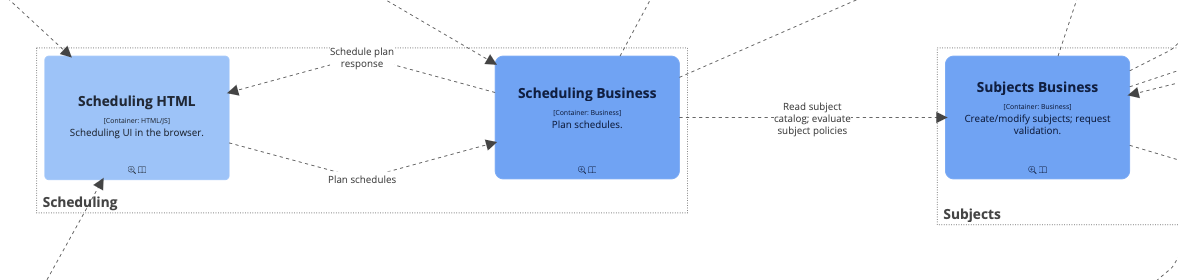 Schedule plan
response
Scheduling HTML
[Container: HTML/JS]
Scheduling UI in the browser.
Scheduling Business
[Container: Business]
Plan schedules.
Plan schedules
Scheduling
Read subject
catalog; evaluate
subject policies
Subjects Business
[Container: Business]
Create/modify subjects; request
validation.
Subjects